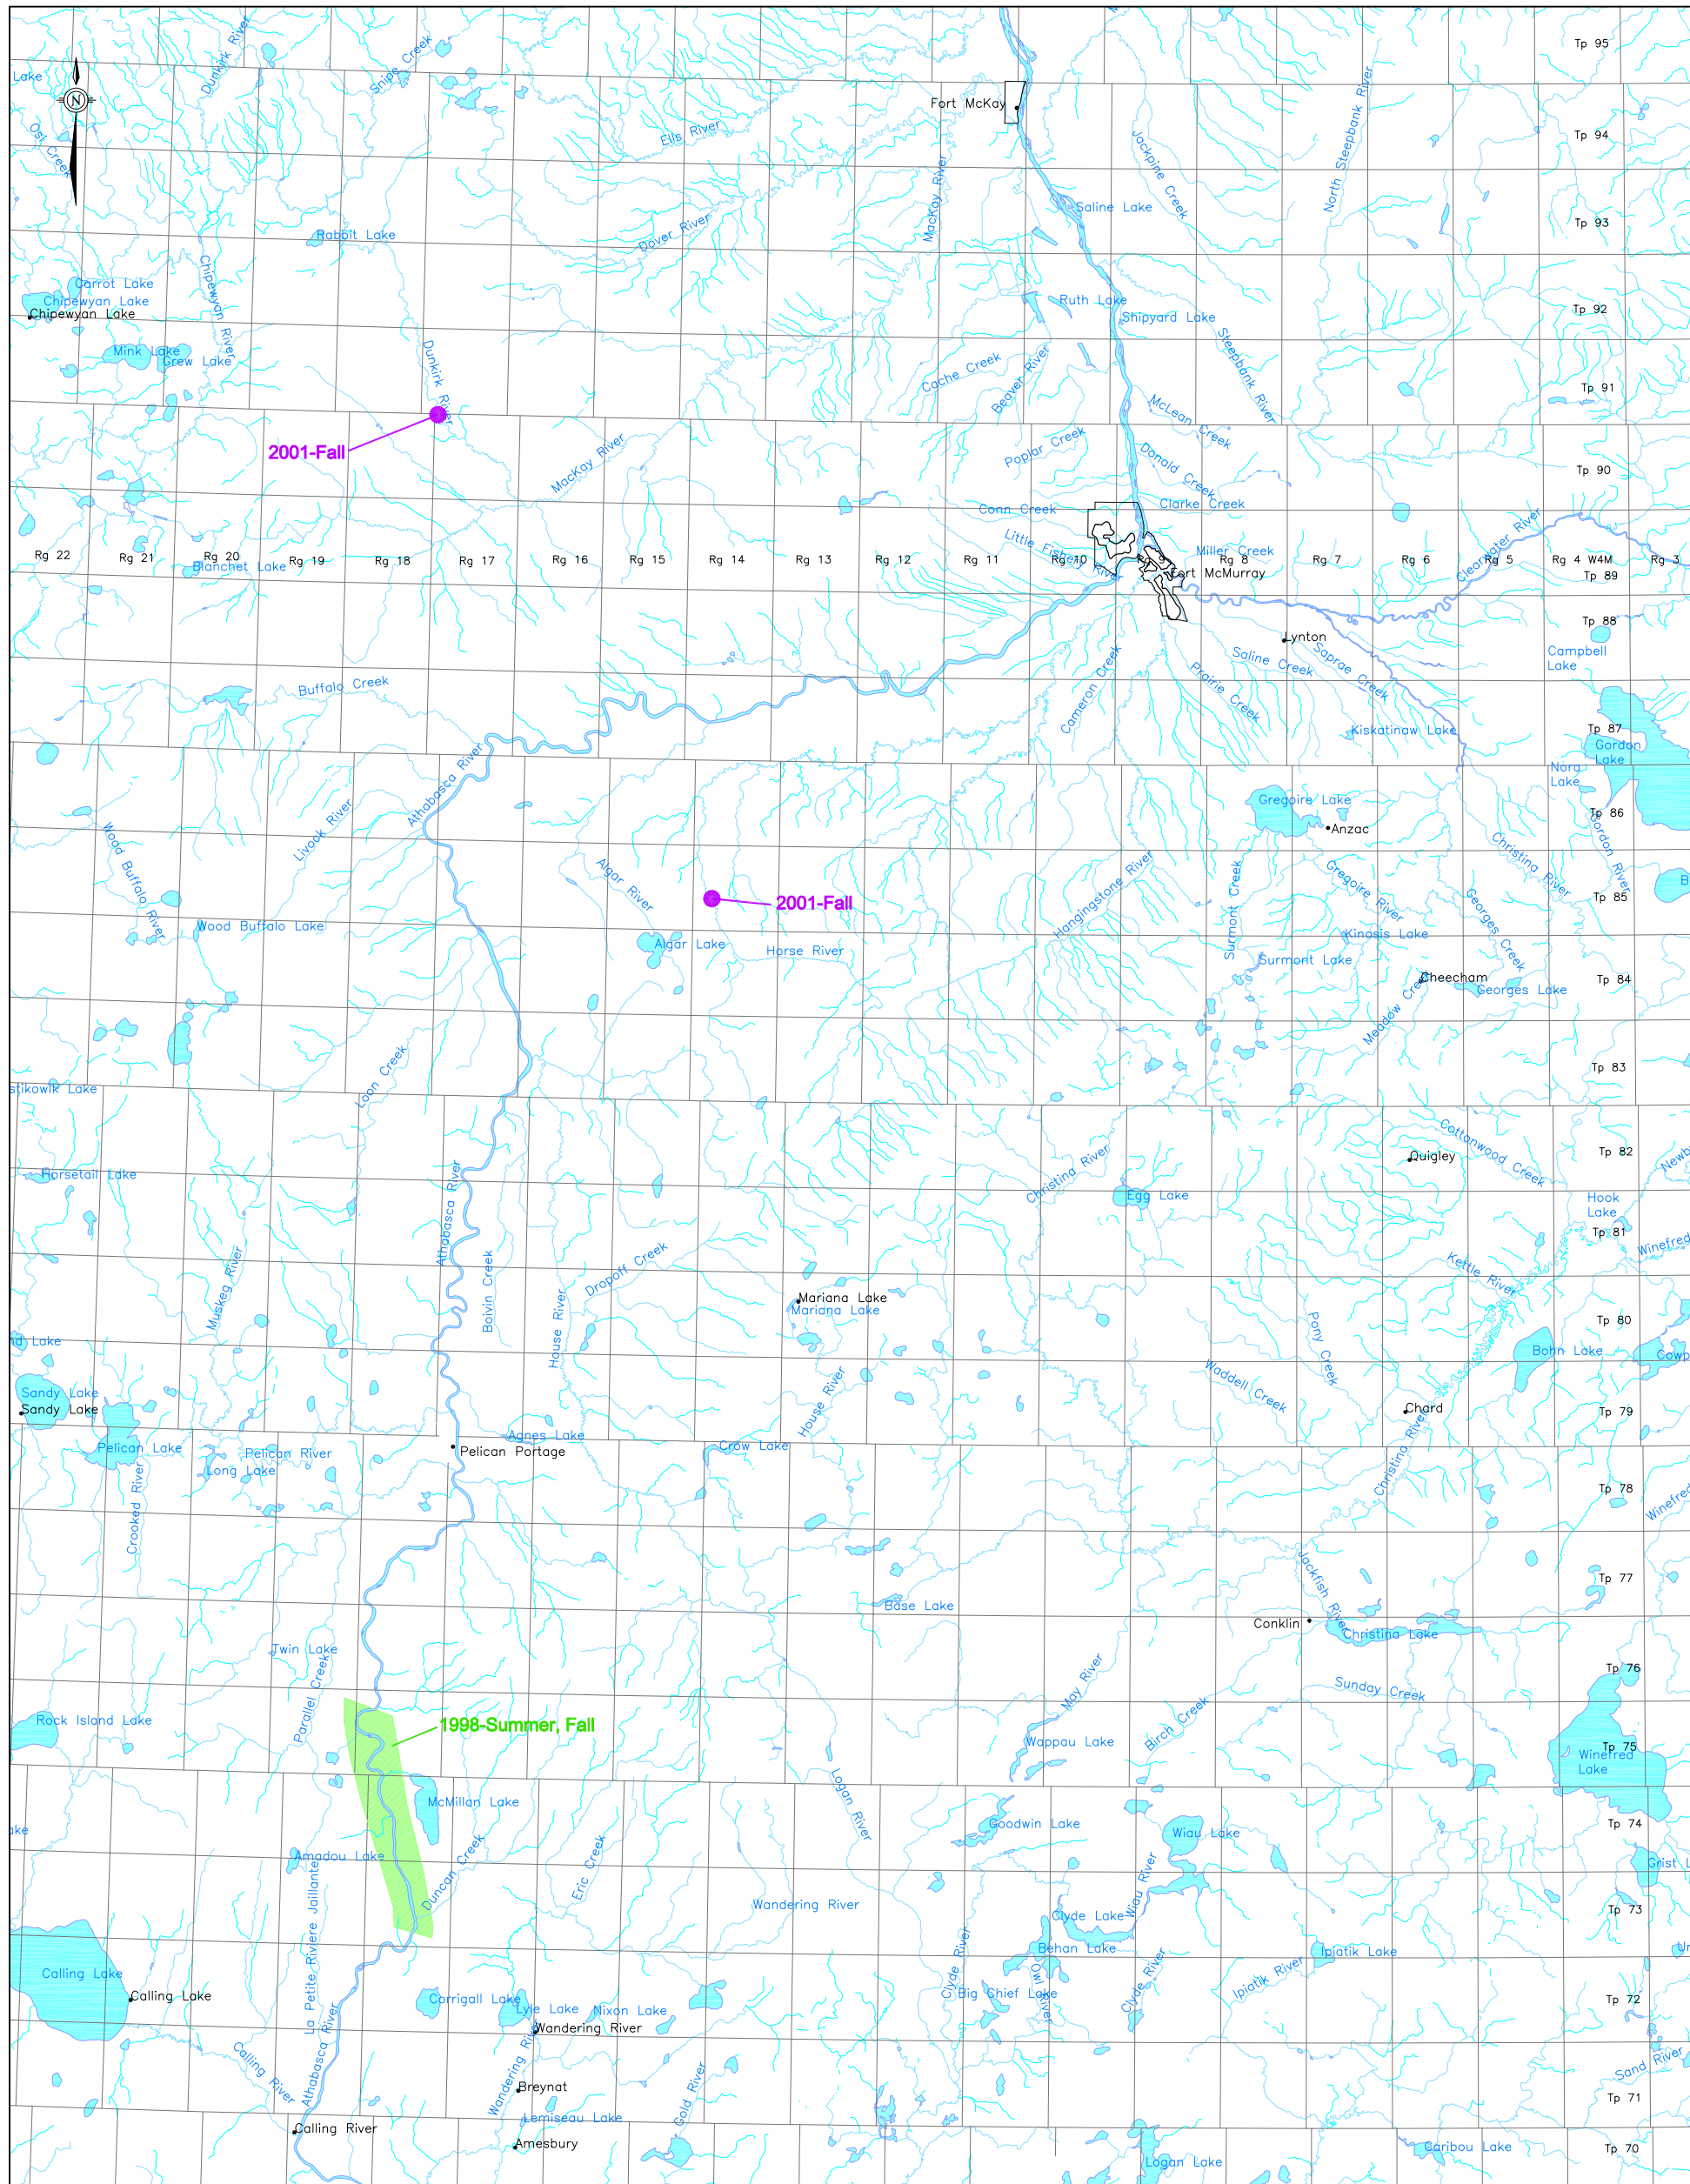 Tp 95
Dunkirk River
Snipe Creek
Lake
N
Fort McKay
Osi Creek
Ells River
Jackpine Creek
North Steepbank River
Tp 94
MacKay River
Saline Lake
Tp 93
Rabbit Lake
Dover River
Chipewyan River
Carrot Lake
Chipewyan Lake
Chipewyan Lake
Ruth Lake
Shipyard Lake
Tp 92
Mink Lake
Grew Lake
Dunkirk River
Cache Creek
Beaver River
Steepbank River
Tp 91
McLean Creek
2001-Fall
MacKay River
Poplar Creek
Donald Creek
Tp 90
Conn Creek
Clarke Creek
Little Fishery River
Miller Creek
Clearwater River
Rg 22
Rg 21
Rg 20
Rg 19
Rg 18
Rg 17
Rg 16
Rg 15
Rg 14
Rg 13
Rg 12
Rg 11
Rg 10
Rg 9
Rg 8
Rg 7
Rg 6
Rg 5
Rg 4 W4M
Rg 3
Blanchet Lake
Fort McMurray
Tp 89
Tp 88
Lynton
Saprae Creek
Saline Creek
Campbell
Lake
Buffalo Creek
Cameron Creek
Prairie Creek
Kiskatinaw Lake
Tp 87
Gordon
Lake
Athabasca River
Nora
Lake
Gregoire Lake
Anzac
Tp 86
Livock River
Wood Buffalo River
Algar River
Hangingstone River
Surmont Creek
Gregoire River
Christina River
Gordon River
B
Tp 85
2001-Fall
Georges Creek
Wood Buffalo Lake
Algar Lake
Horse River
Kinosis Lake
Surmont Lake
Cheecham
Georges Lake
Tp 84
Meadow Creek
Loon Creek
Tp 83
stikowik Lake
Cottonwood Creek
Quigley
Tp 82
Newb
Horsetail Lake
Athabasca River
Christina River
Egg Lake
Hook
Lake
Tp 81
Winefred
Muskeg River
Boivin Creek
Dropoff Creek
Kettle River
House River
Mariana Lake
Mariana Lake
Pony Creek
Tp 80
nd Lake
Bohn Lake
Cowp
Sandy Lake
Sandy Lake
House River
Waddell Creek
Chard
Tp 79
Agnes Lake
Pelican Lake
Pelican River
Pelican Portage
Crow Lake
Long Lake
Crooked River
Christina River
Tp 78
Winefred
Jackfish River
Tp 77
Base Lake
Conklin
Christina Lake
Twin Lake
Parallel Creek
May River
Tp 76
Sunday Creek
Rock Island Lake
1998-Summer, Fall
Birch Creek
Wappau Lake
Tp 75
Winefred
Lake
Logan River
McMillan Lake
Goodwin Lake
Wiau Lake
Tp 74
ake
Amadou Lake
Duncan Creek
Eric Creek
Grist L
Wiau River
La Petite Riviere Jaillante
Wandering River
Clyde Lake
Tp 73
Clyde River
Behan Lake
Ipiatik Lake
Un
Calling Lake
Calling Lake
Owl River
Clyde River
Ipiatik River
Corrigall Lake
Lyle Lake
Nixon Lake
Big Chief Lake
Tp 72
Wandering River
Athabasca River
Calling River
Wandering River
Gold River
Sand River
Breynat
Tp 71
Lemiseau Lake
Calling River
Amesbury
Caribou Lake
Tp 70
Logan Lake